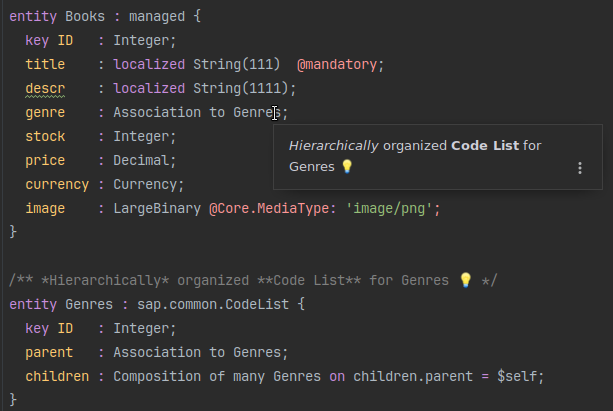 entity Books : managed {
  key ID   : Integer;
  title    : localized String(111)  @mandatory;
  descr    : localized String(1111);
  genre    : Association to Genres;
  stock    : Integer;
  price    : Decimal;
  currency : Currency;
  image    : LargeBinary @Core.MediaType: 'image/png';
}
Hierarchically organized Code List for
Genres 💡
/** *Hierarchically* organized **Code List** for Genres 💡 */
entity Genres : sap.common.CodeList {
  key ID   : Integer;
  parent   : Association to Genres;
  children : Composition of many Genres on children.parent = $self;
}